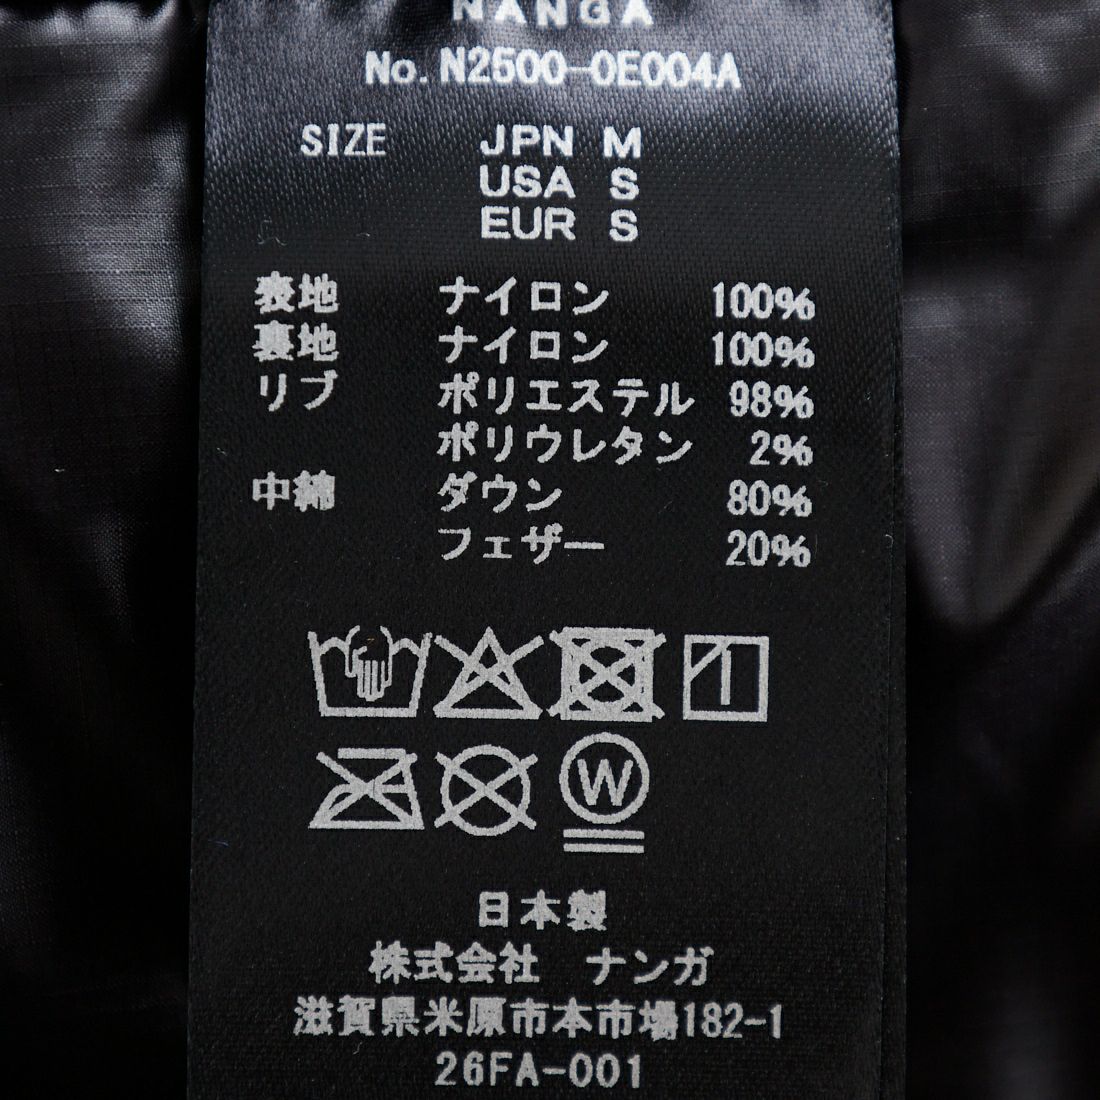 NANGA
No. N2500-0E004A
SIZE JPN M
USA S
EUR S
表地 ナイロン 100%
裏地 ナイロン 100%
リブ ポリエステル 98%
ポリウレタン 2%
中綿 ダウン 80%
フェザー 20%
W
日本製
株式会社 ナンガ
滋賀県米原市本市場182-1
26FA-001